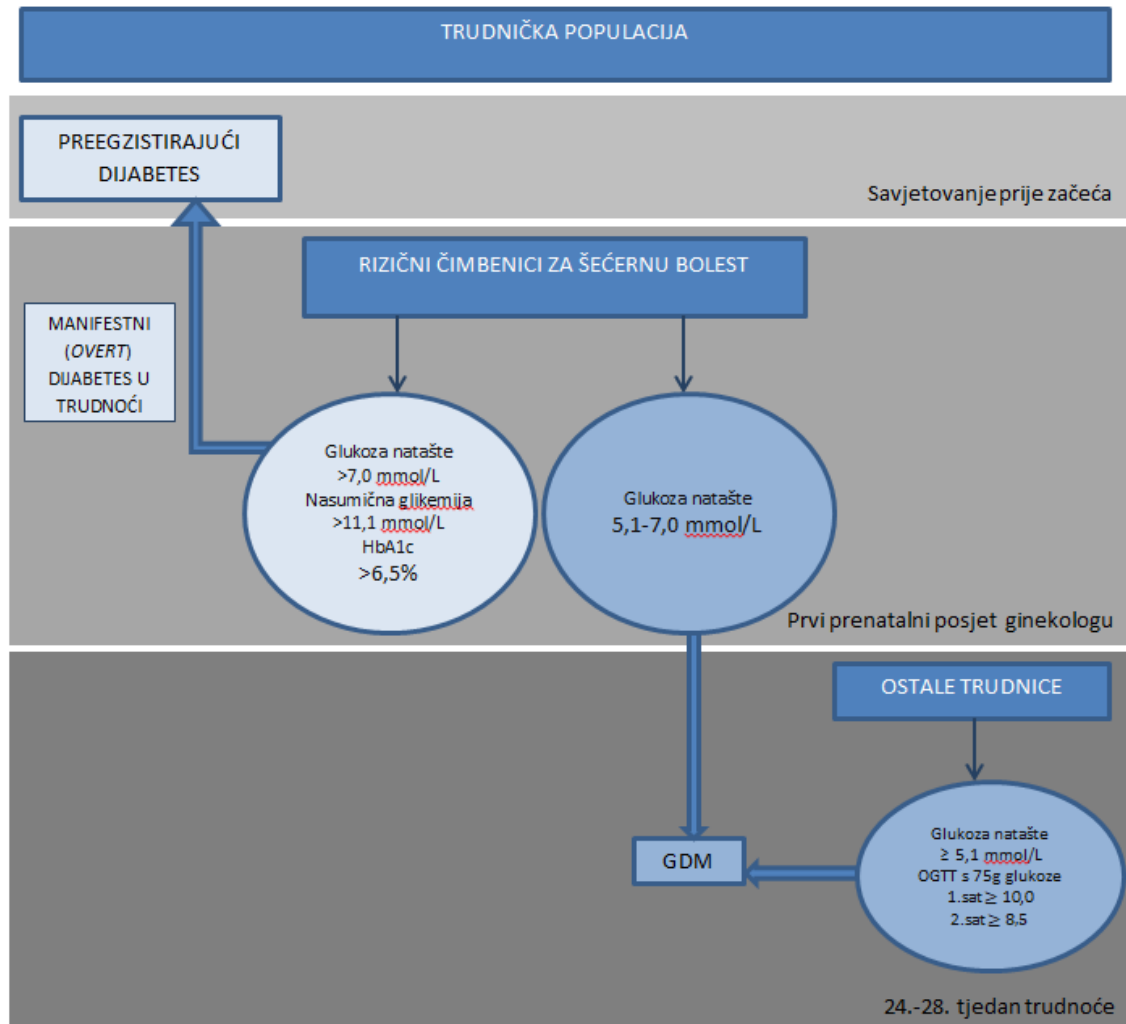 TRUDNIČKA POPULACIJA
PREEGZISTIRAJUĆI
DIJABETES
Savjetovanje prije začeća
RIZIČNI ČIMBENICI ZA ŠEĆERNU BOLEST
MANIFESTNI
(OVERT)
DIJABETES U
TRUDNOĆI
Glukoza natašte
>7,0 mmol/L
Nasumična glikemija
>11,1 mmol/L
HbA1c
>6,5%
Glukoza natašte
5,1-7,0 mmol/L
Prvi prenatalni posjet ginekologu
OSTALE TRUDNICE
GDM
Glukoza natašte
≥ 5,1 mmol/L
OGTT s 75g glukoze
1.sat ≥ 10,0
2.sat ≥ 8,5
24.-28. tjedan trudnoće